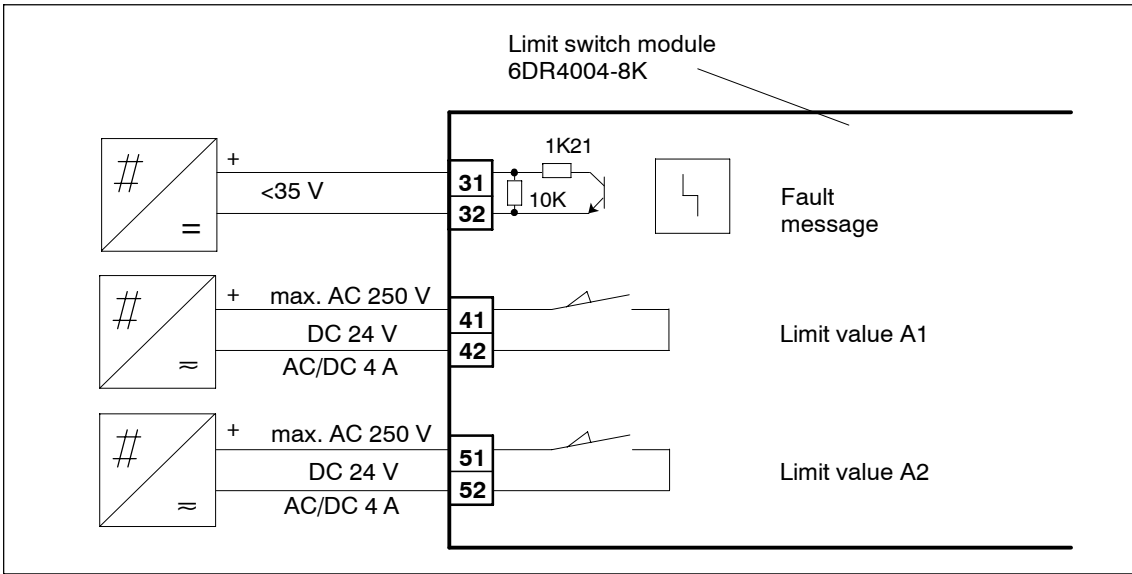 Limit switch module
6DR4004-8K
#
=
+
<35 V
31
32
1K21
10K
Fault
message
#
≂
+ max. AC 250 V
DC 24 V
AC/DC 4 A
41
42
Limit value A1
#
≂
+ max. AC 250 V
DC 24 V
AC/DC 4 A
51
52
Limit value A2